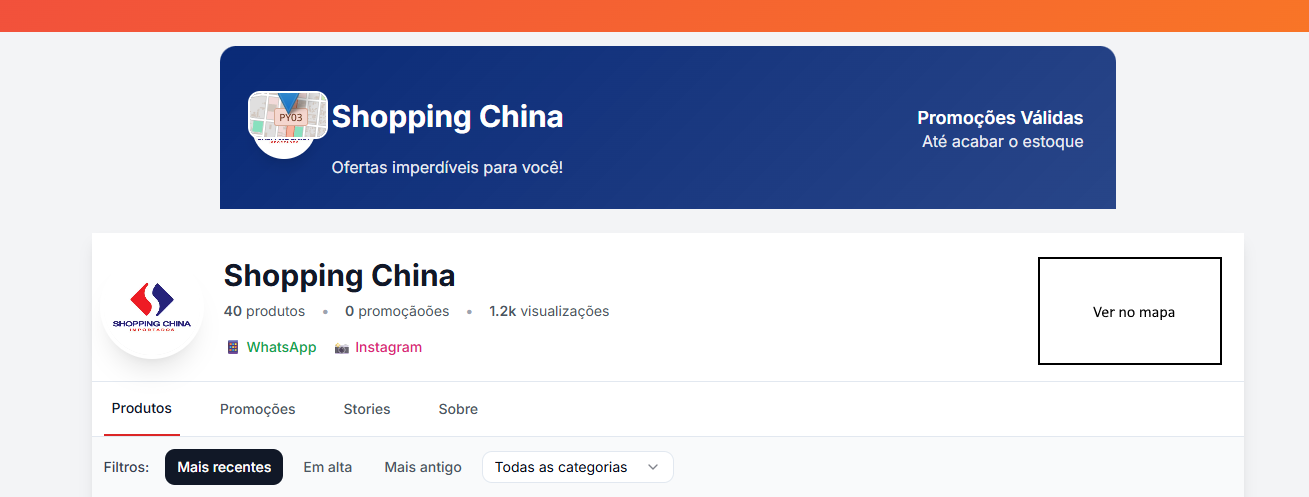 PY03
Shopping China
Ofertas imperdíveis para você!
Promoções Válidas
Até acabar o estoque
SHOPPING CHINA
IMPORTADOS
Shopping China
40 produtos • 0 promoçãoões • 1.2k visualizações
WhatsApp Instagram
Ver no mapa
Produtos Promoções Stories Sobre
Filtros: Mais recentes Em alta Mais antigo Todas as categorias